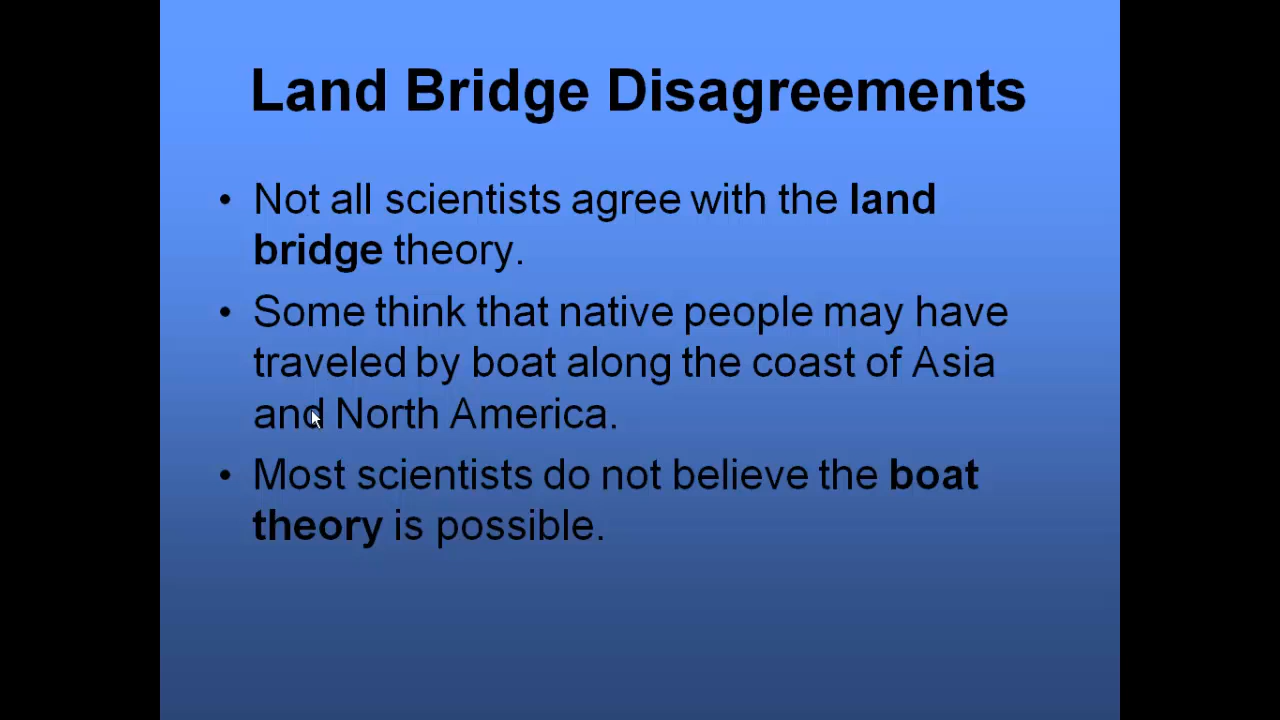 Land Bridge Disagreements
• Not all scientists agree with the land
bridge theory.
• Some think that native people may have
traveled by boat along the coast of Asia
and North America.
• Most scientists do not believe the boat
theory is possible.